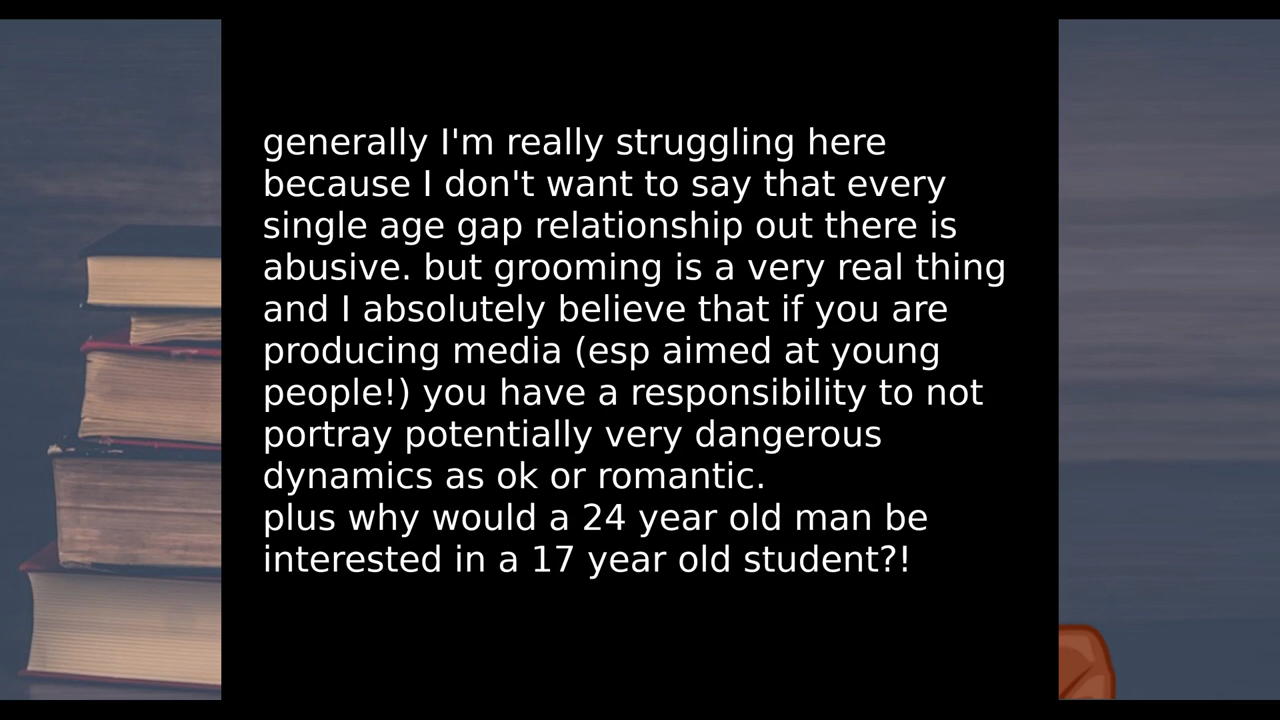 generally I'm really struggling here
because I don't want to say that every
single age gap relationship out there is
abusive. but grooming is a very real thing
and I absolutely believe that if you are
producing media (esp aimed at young
people!) you have a responsibility to not
portray potentially very dangerous
dynamics as ok or romantic.
plus why would a 24 year old man be
interested in a 17 year old student?!